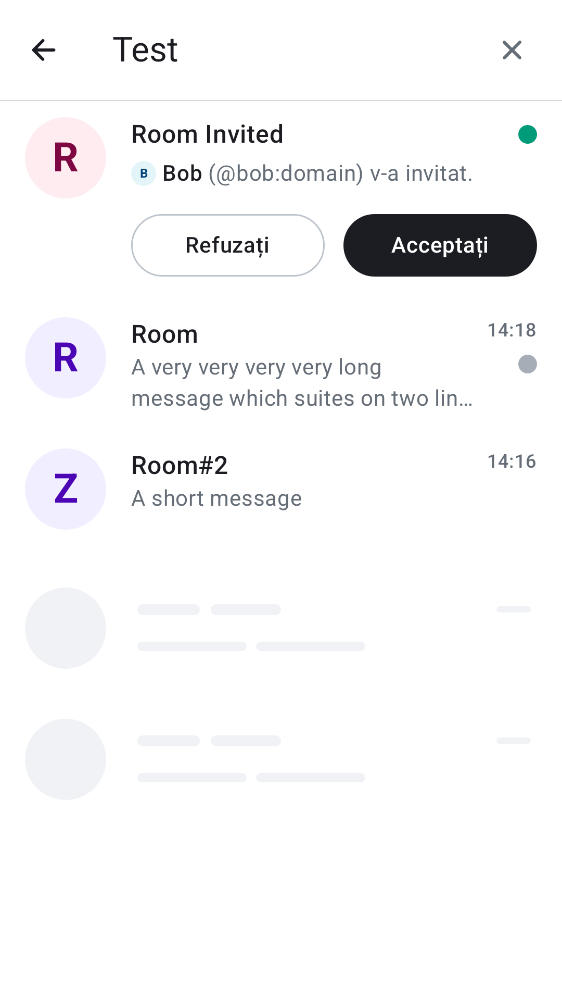 Test
R
Room Invited
B Bob (@bob:domain) v-a invitat.
Refuzați
Acceptați
R
Room
14:18
A very very very very long
message which suites on two lin…
Z
Room#2
14:16
A short message